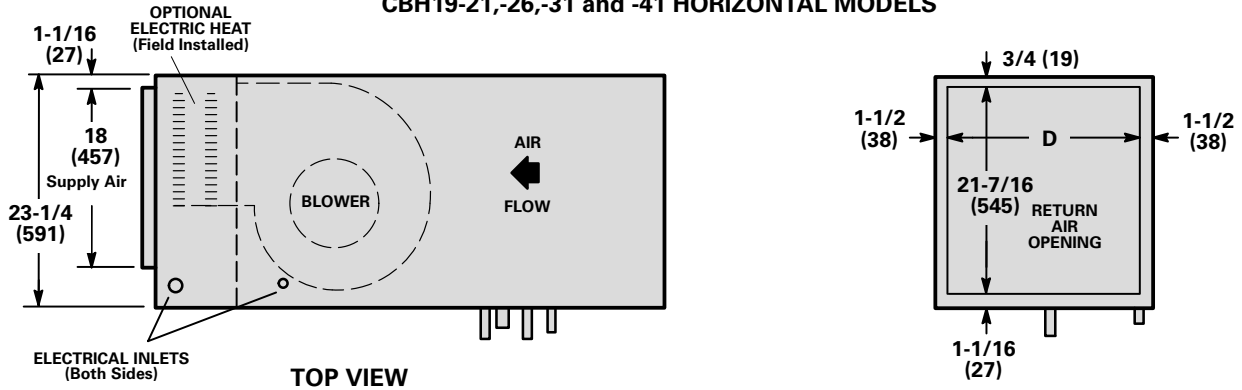 CBH19-21,-26,-31 and -41 HORIZONTAL MODELS
OPTIONAL
ELECTRIC HEAT
(Field Installed)
1-1/16
(27)
18
(457)
Supply Air
23-1/4
(591)
BLOWER
AIR
FLOW
ELECTRICAL INLETS
(Both Sides)
TOP VIEW
3/4 (19)
1-1/2
(38)
D
1-1/2
(38)
21-7/16
(545)
RETURN
AIR
OPENING
1-1/16
(27)